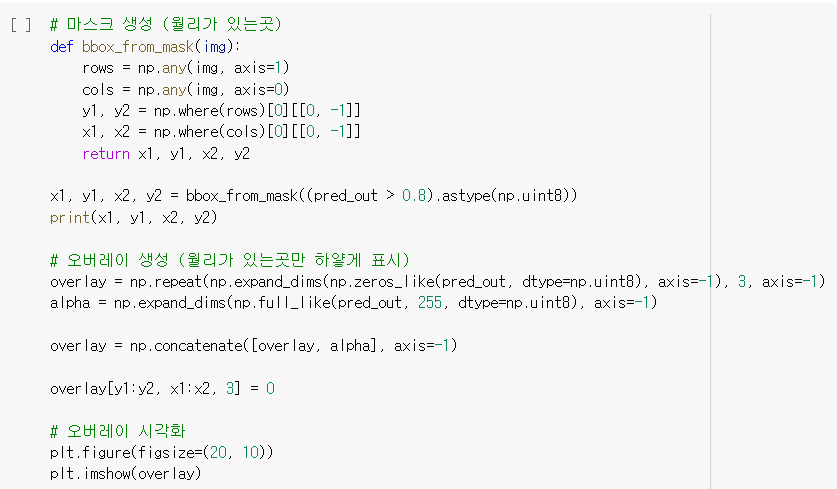 [ ] # 마스크 생성 (월리가 있는곳)
def bbox_from_mask(img):
    rows = np.any(img, axis=1)
    cols = np.any(img, axis=0)
    y1, y2 = np.where(rows)[0][[0, -1]]
    x1, x2 = np.where(cols)[0][[0, -1]]
    return x1, y1, x2, y2

x1, y1, x2, y2 = bbox_from_mask((pred_out > 0.8).astype(np.uint8))
print(x1, y1, x2, y2)

# 오버레이 생성 (월리가 있는곳만 하얗게 표시)
overlay = np.repeat(np.expand_dims(np.zeros_like(pred_out, dtype=np.uint8), axis=-1), 3, axis=-1)
alpha = np.expand_dims(np.full_like(pred_out, 255, dtype=np.uint8), axis=-1)

overlay = np.concatenate([overlay, alpha], axis=-1)

overlay[y1:y2, x1:x2, 3] = 0

# 오버레이 시각화
plt.figure(figsize=(20, 10))
plt.imshow(overlay)